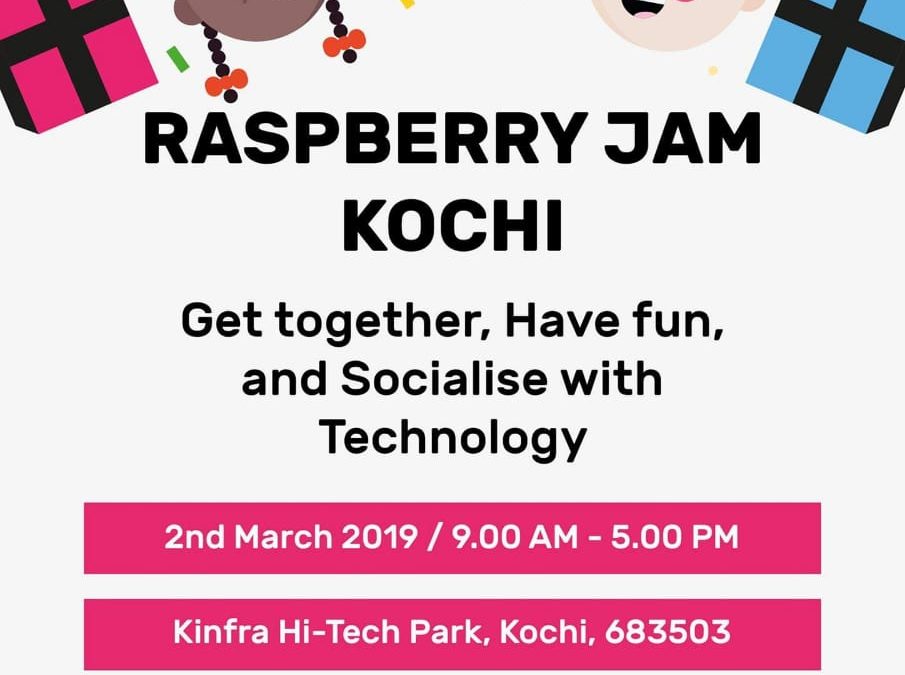 RASPBERRY JAM
KOCHI
Get together, Have fun,
and Socialise with
Technology
2nd March 2019 / 9.00 AM - 5.00 PM
Kinfra Hi-Tech Park, Kochi, 683503